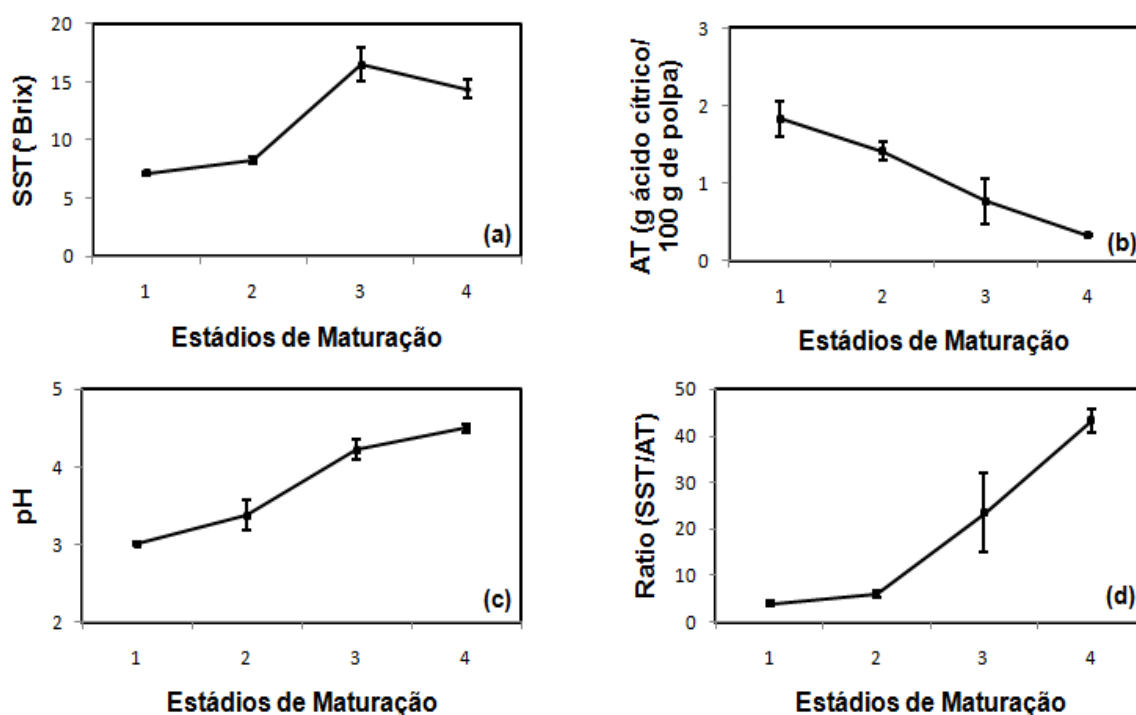 SST(°Brix)
20
15
10
5
0
(a)
1 2 3 4
Estádios de Maturação
AT (g ácido cítrico/
100 g de polpa)
3
2
1
0
(b)
1 2 3 4
Estádios de Maturação
pH
5
4
3
2
(c)
1 2 3 4
Estádios de Maturação
Ratio (SST/AT)
50
40
30
20
10
0
(d)
1 2 3 4
Estádios de Maturação